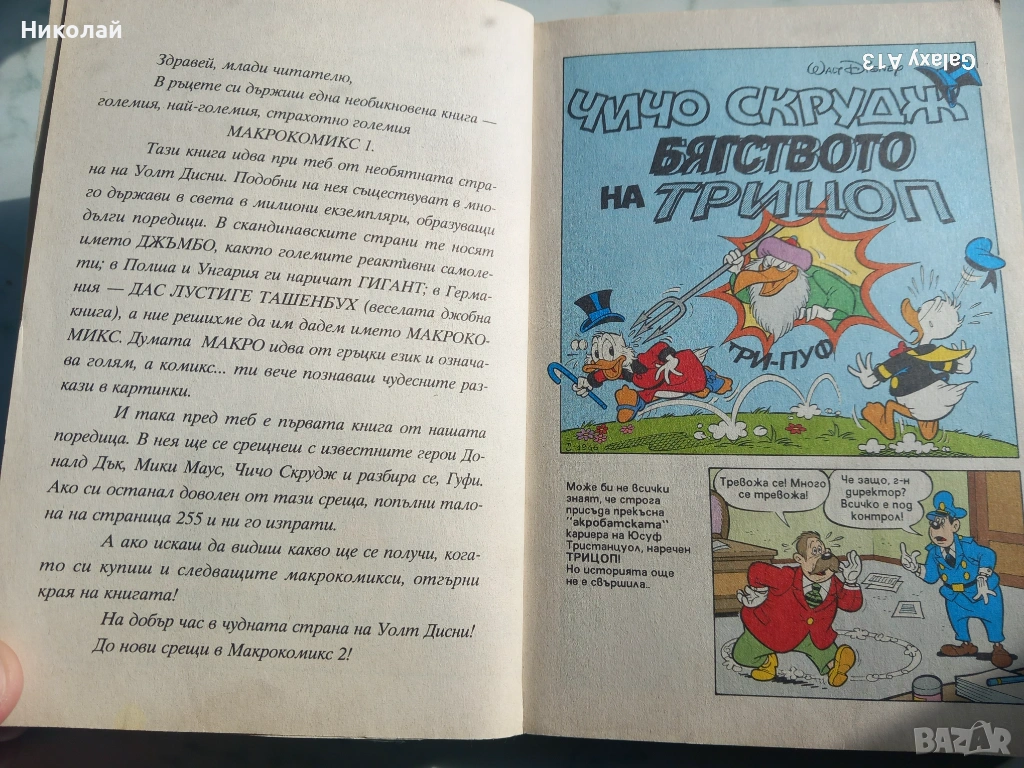 Николай
Здравей, млади читателю,
В ръцете си държиш една необикновена книга —
големия, най-големия, страхотно големия
МАКРОКОМИКС 1.
Тази книга идва при теб от необятната стра-
на на Уолт Дисни. Подобни на нея съществуват в мно-
го държави в света в милиони екземпляри, образуващи
дълги поредици. В скандинавските страни те носят
името ДЖЪМБО, както големите реактивни самоле-
ти; в Полша и Унгария ги наричат ГИГАНТ; в Герма-
ния — ДАС ЛУСТИГЕ ТАШЕНБУХ (веселата джобна
книга), а ние решихме да им дадем името МАКРОКО-
МИКС. Думата МАКРО идва от гръцки език и означа-
ва голям, а комикс... ти вече познаваш чудесните раз-
кази в картинки.
И така пред теб е първата книга от нашата
поредица. В нея ще се срещнеш с известните герои До-
налд Дък, Мики Маус, Чичо Скрудж и разбира се, Гуфи.
Ако си останал доволен от тази среща, попълни тало-
на на страница 255 и ни го изпрати.
А ако искаш да видиш какво ще се получи, кога-
то си купиш и следващите макрокомикси, отгърни
края на книгата!
На добър час в чудната страна на Уолт Дисни!
До нови срещи в Макрокомикс 2!
Galaxy A13
WALT DISNEY
ЧИЧО СКРУДЖ
БЯГСТВОТО
НА ТРИЦОП
ТРИ-ПУФ
Може би не всички
знаят, че строга
присъда прекъсна
"акробатската"
кариера на Юсуф
Тристанцуол, наречен
ТРИЦОП!
Но историята още
не е свършила..
Тревожа се! Много
се тревожа!
Че защо, г-н
директор?
Всичко е под
контрол!
BAZAR